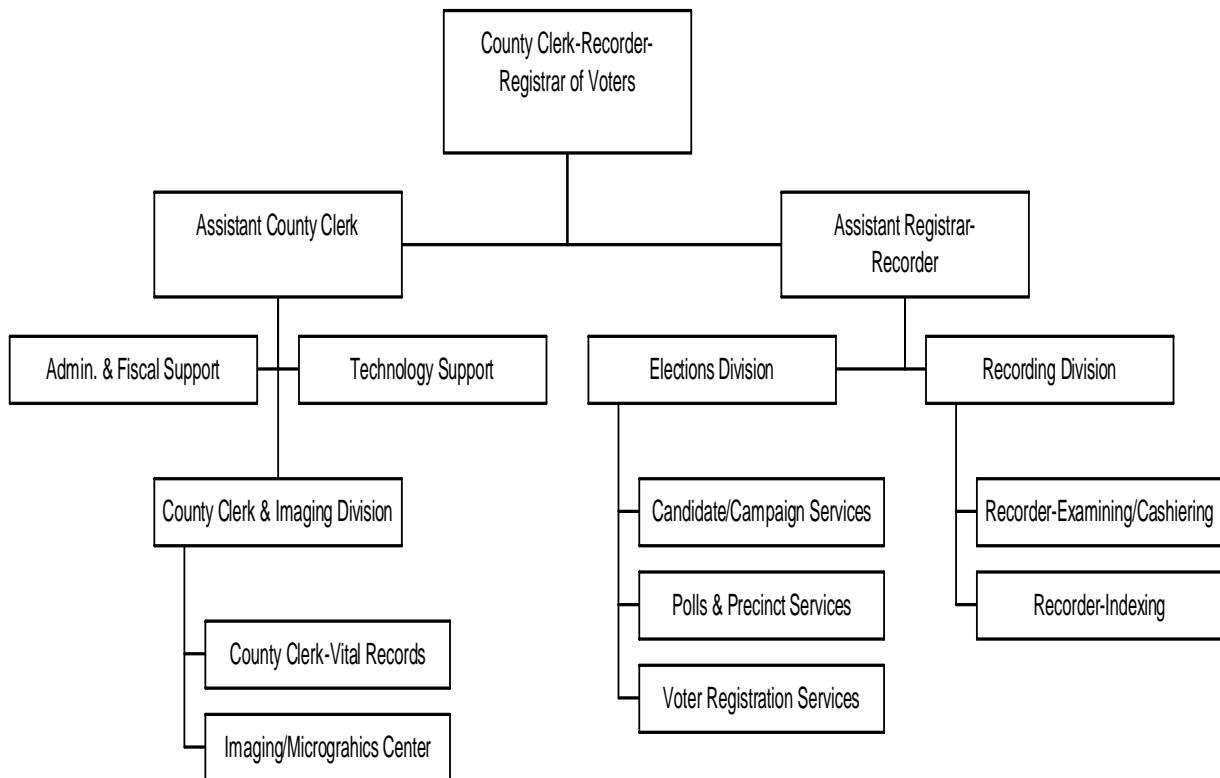 County Clerk-Recorder-
Registrar of Voters
Assistant County Clerk
Assistant Registrar-
Recorder
Admin. & Fiscal Support
Technology Support
Elections Division
Recording Division
County Clerk & Imaging Division
Candidate/Campaign Services
Recorder-Examining/Cashiering
Polls & Precinct Services
Recorder-Indexing
County Clerk-Vital Records
Voter Registration Services
Imaging/Micrograhics Center